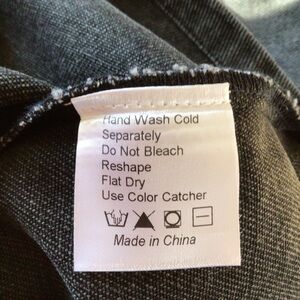 Hand Wash Cold
Separately
Do Not Bleach
Reshape
Flat Dry
Use Color Catcher
Made in China